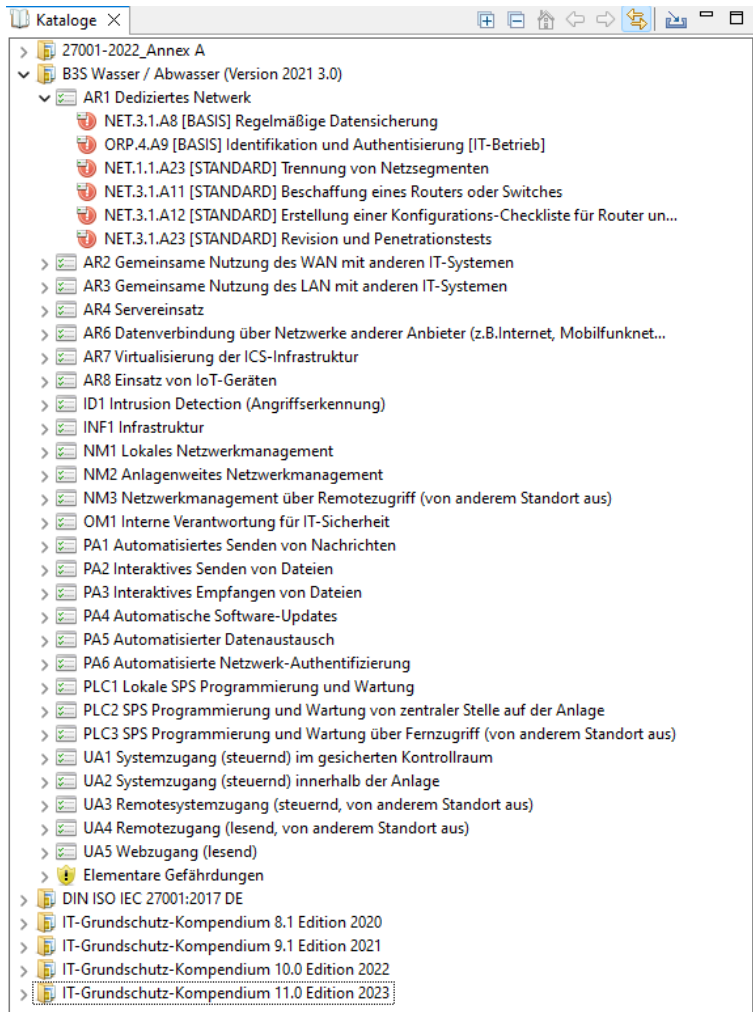 Kataloge
27001-2022_Annex A
B3S Wasser / Abwasser (Version 2021 3.0)
AR1 Dediziertes Netwerk
NET.3.1.A8 [BASIS] Regelmäßige Datensicherung
ORP.4.A9 [BASIS] Identifikation und Authentisierung [IT-Betrieb]
NET.1.1.A23 [STANDARD] Trennung von Netzsegmenten
NET.3.1.A11 [STANDARD] Beschaffung eines Routers oder Switches
NET.3.1.A12 [STANDARD] Erstellung einer Konfigurations-Checkliste für Router un...
NET.3.1.A23 [STANDARD] Revision und Penetrationstests
AR2 Gemeinsame Nutzung des WAN mit anderen IT-Systemen
AR3 Gemeinsame Nutzung des LAN mit anderen IT-Systemen
AR4 Servereinsatz
AR6 Datenverbindung über Netzwerke anderer Anbieter (z.B.Internet, Mobilfunknet...
AR7 Virtualisierung der ICS-Infrastruktur
AR8 Einsatz von IoT-Geräten
ID1 Intrusion Detection (Angriffserkennung)
INF1 Infrastruktur
NM1 Lokales Netzwerkmanagement
NM2 Anlagenweites Netzwerkmanagement
NM3 Netzwerkmanagement über Remotezugriff (von anderem Standort aus)
OM1 Interne Verantwortung für IT-Sicherheit
PA1 Automatisiertes Senden von Nachrichten
PA2 Interaktives Senden von Dateien
PA3 Interaktives Empfangen von Dateien
PA4 Automatische Software-Updates
PA5 Automatisierter Datenaustausch
PA6 Automatisierte Netzwerk-Authentifizierung
PLC1 Lokale SPS Programmierung und Wartung
PLC2 SPS Programmierung und Wartung von zentraler Stelle auf der Anlage
PLC3 SPS Programmierung und Wartung über Fernzugriff (von anderem Standort aus)
UA1 Systemzugang (steuernd) im gesicherten Kontrollraum
UA2 Systemzugang (steuernd) innerhalb der Anlage
UA3 Remotesystemzugang (steuernd, von anderem Standort aus)
UA4 Remotezugang (lesend, von anderem Standort aus)
UA5 Webzugang (lesend)
Elementare Gefährdungen
DIN ISO IEC 27001:2017 DE
IT-Grundschutz-Kompendium 8.1 Edition 2020
IT-Grundschutz-Kompendium 9.1 Edition 2021
IT-Grundschutz-Kompendium 10.0 Edition 2022
IT-Grundschutz-Kompendium 11.0 Edition 2023